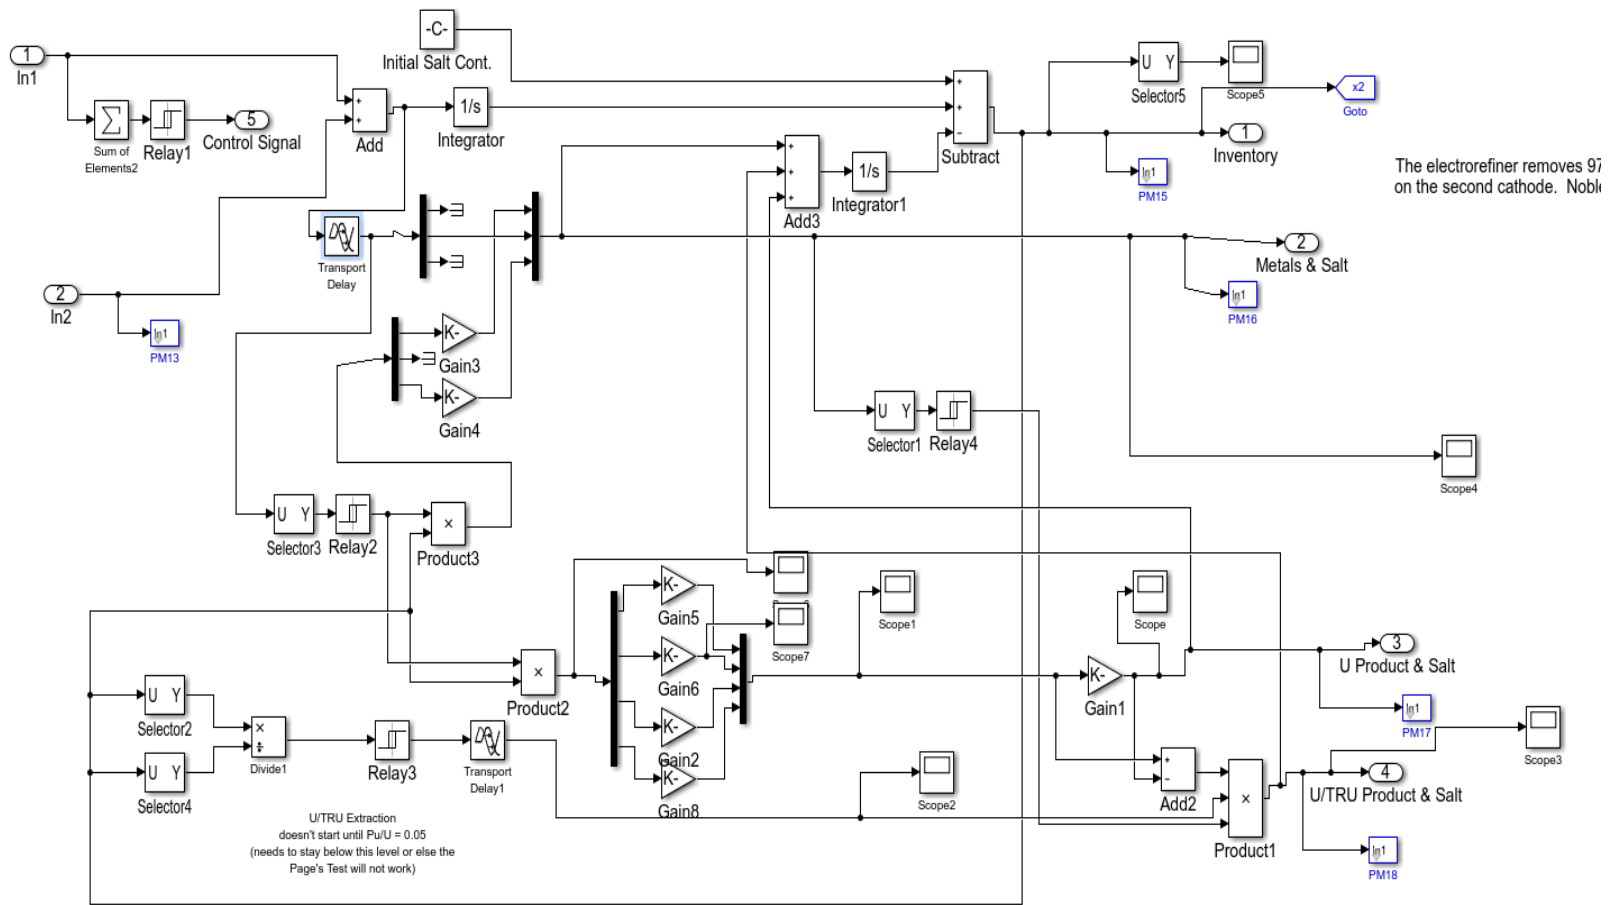 -C-
Initial Salt Cont.
1
In1
Sum of
Elements2
Relay1
5
Control Signal
+
+
Add
1/s
Integrator
+
+
−
Subtract
U Y
Selector5
Scope5
x2
Goto
1
Inventory
In1
PM15
The electrorefiner removes 97
on the second cathode. Noble
+
+
+
Add3
1/s
Integrator1
Transport
Delay
2
Metals & Salt
In1
PM16
2
In2
In1
PM13
K-
Gain3
K-
Gain4
U Y
Selector1
Relay4
Scope4
U Y
Selector3
Relay2
×
Product3
K-
Gain5
Scope7
K-
Gain6
Scope1
Scope
3
U Product & Salt
×
Product2
K-
Gain2
K-
Gain8
K-
Gain1
In1
PM17
U Y
Selector2
U Y
Selector4
×
÷
Divide1
Relay3
Transport
Delay1
Scope2
+
−
Add2
×
Product1
4
U/TRU Product & Salt
Scope3
In1
PM18
U/TRU Extraction
doesn't start until Pu/U = 0.05
(needs to stay below this level or else the
Page's Test will not work)